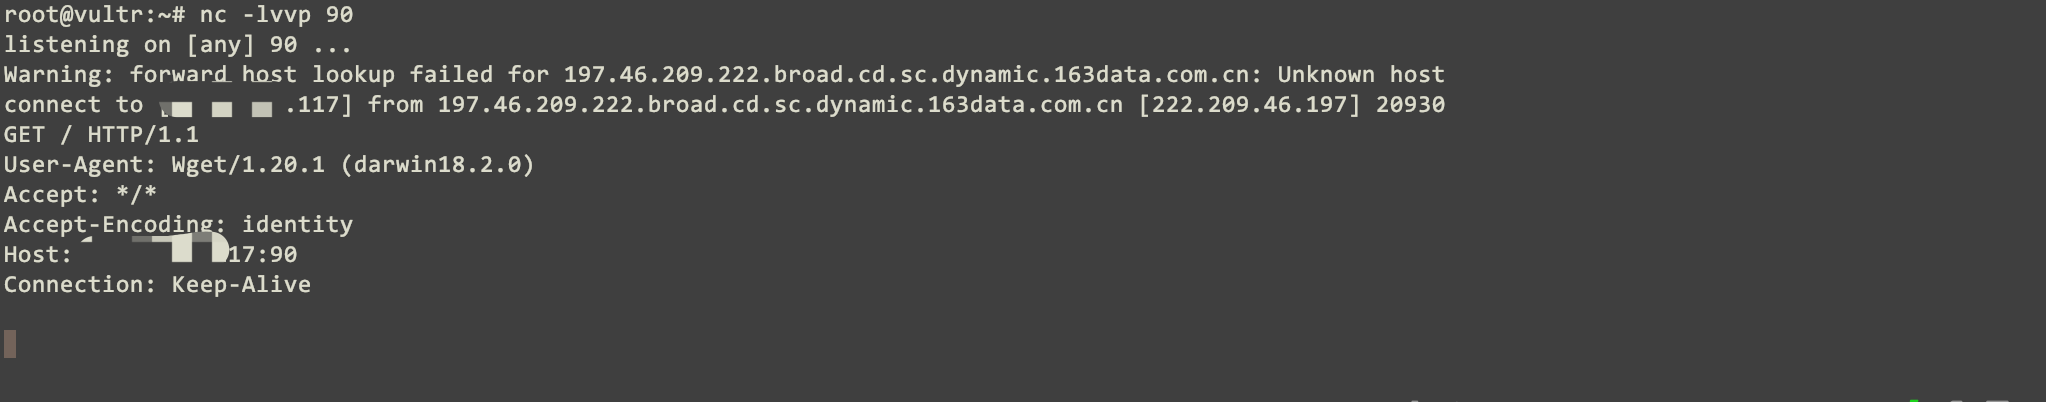 root@vultr:~# nc -lvvp 90
listening on [any] 90 ...
Warning: forward host lookup failed for 197.46.209.222.broad.cd.sc.dynamic.163data.com.cn: Unknown host
connect to [ .117] from 197.46.209.222.broad.cd.sc.dynamic.163data.com.cn [222.209.46.197] 20930
GET / HTTP/1.1
User-Agent: Wget/1.20.1 (darwin18.2.0)
Accept: */*
Accept-Encoding: identity
Host: 17:90
Connection: Keep-Alive